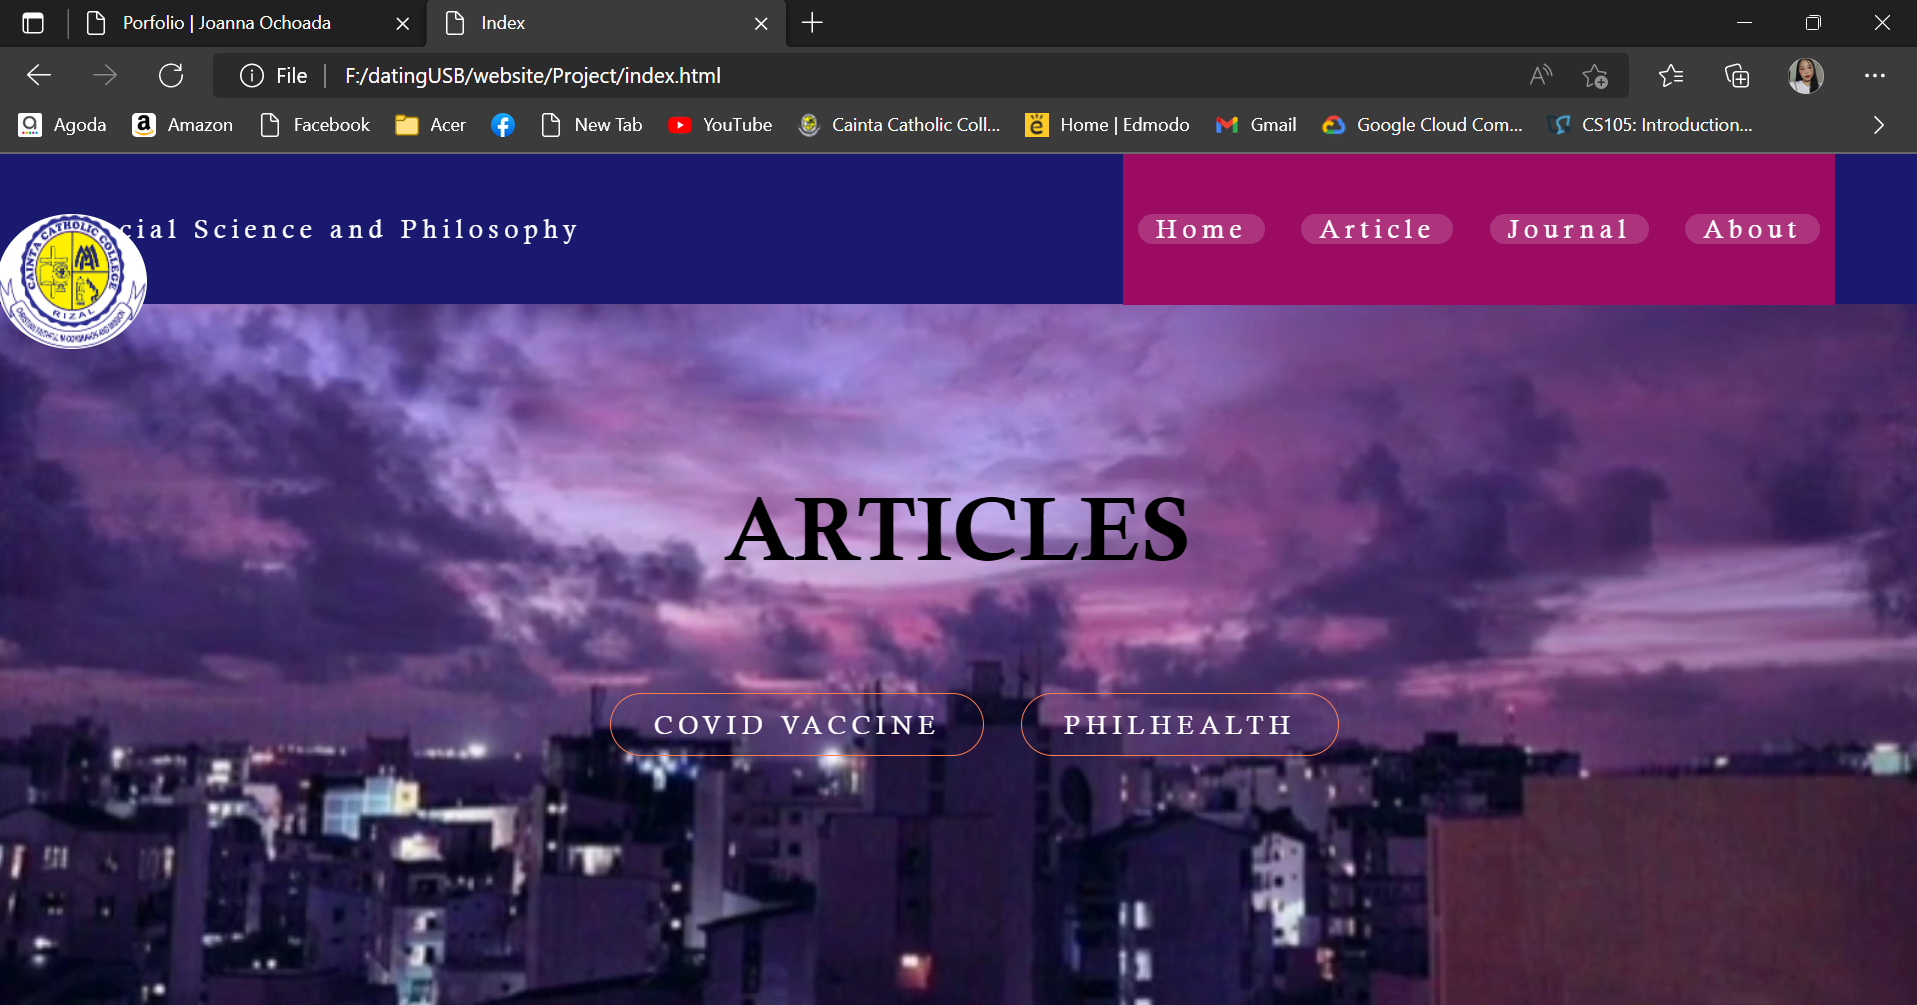 Porfolio | Joanna Ochoada
Index
File
F:/datingUSB/website/Project/index.html
Agoda
Amazon
Facebook
Acer
New Tab
YouTube
Cainta Catholic Coll...
Home | Edmodo
Gmail
Google Cloud Com...
CS105: Introduction...
cial Science and Philosophy
Home
Article
Journal
About
CAINTA CATHOLIC COLLEGE
RIZAL
ARTICLES
COVID VACCINE
PHILHEALTH